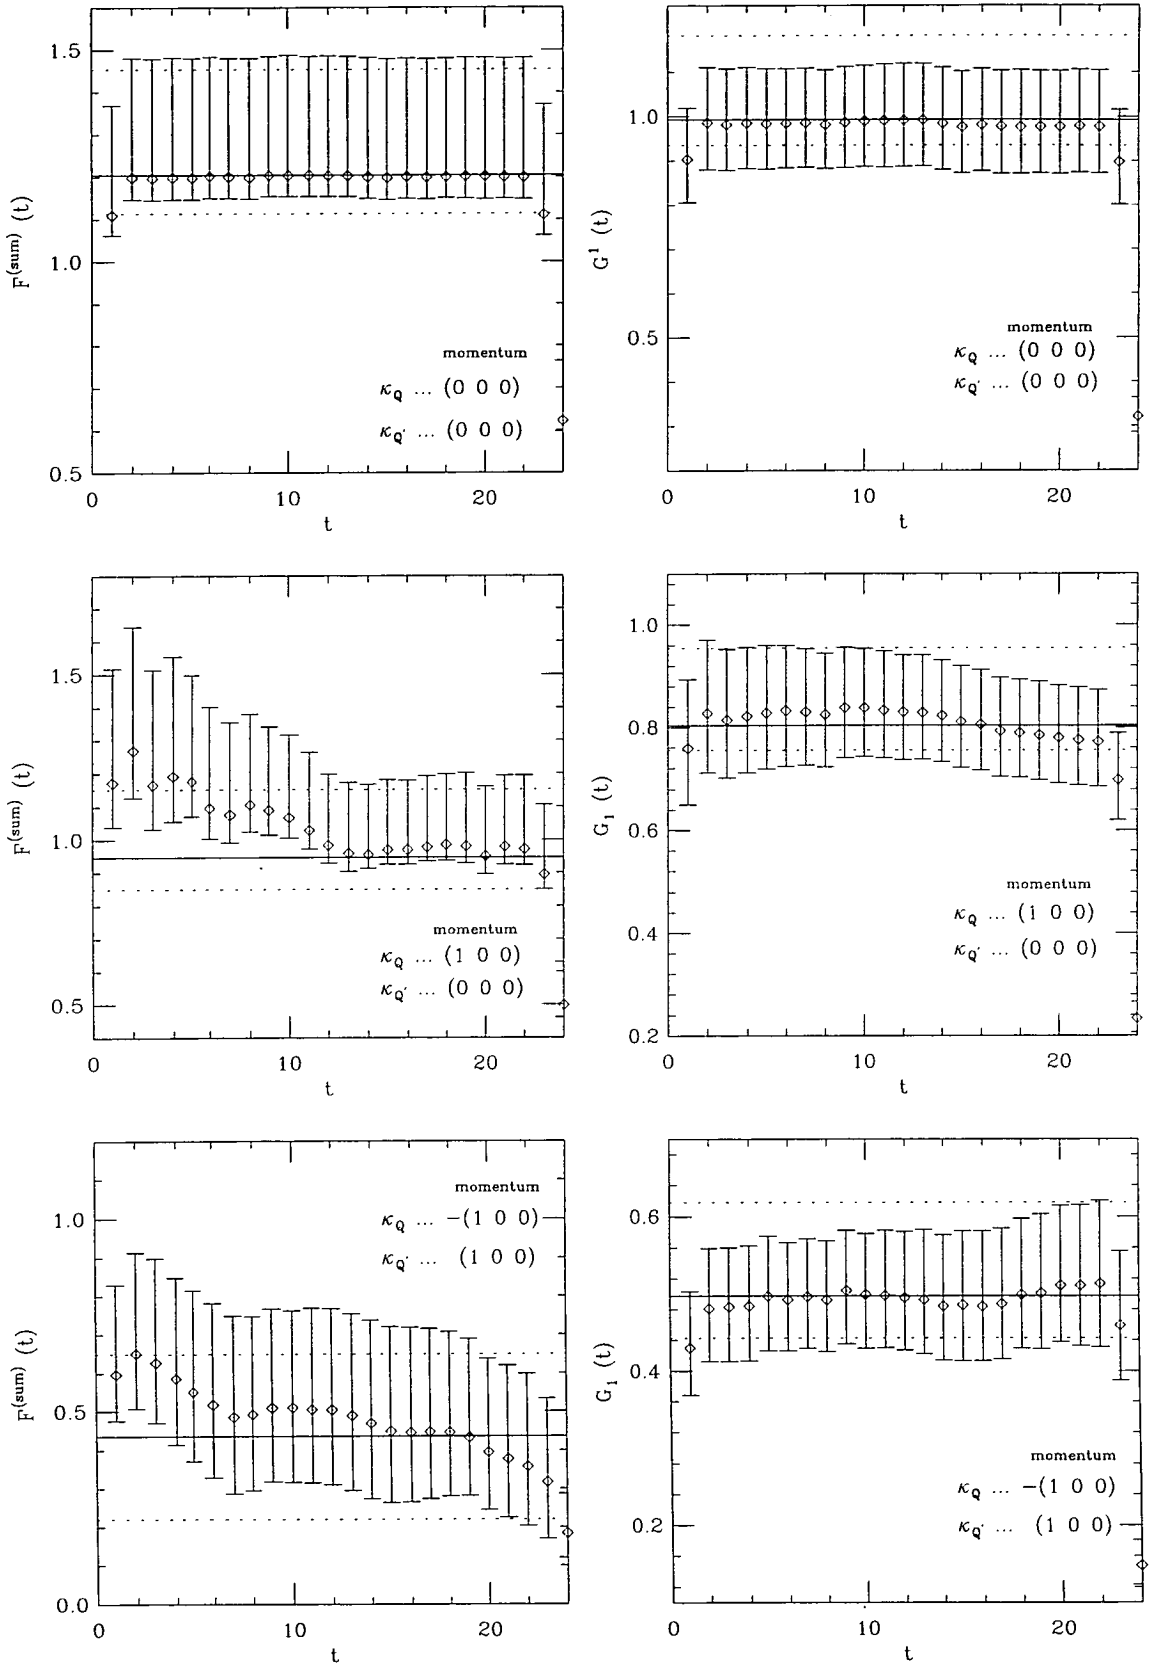 1.5
1.0
0.5
F(sum) (t)
momentum
κQ ... (0 0 0)
κQ' ... (0 0 0)
0
10
20
t
1.0
0.5
G¹ (t)
momentum
κQ ... (0 0 0)
κQ' ... (0 0 0)
0
10
20
t
1.5
1.0
0.5
F(sum) (t)
momentum
κQ ... (1 0 0)
κQ' ... (0 0 0)
0
10
20
t
1.0
0.8
0.6
0.4
0.2
G₁ (t)
momentum
κQ ... (1 0 0)
κQ' ... (0 0 0)
0
10
20
t
1.0
0.5
0.0
F(sum) (t)
momentum
κQ ... −(1 0 0)
κQ' ... (1 0 0)
0
10
20
t
0.6
0.4
0.2
G₁ (t)
momentum
κQ ... −(1 0 0)
κQ' ... (1 0 0)
0
10
20
t